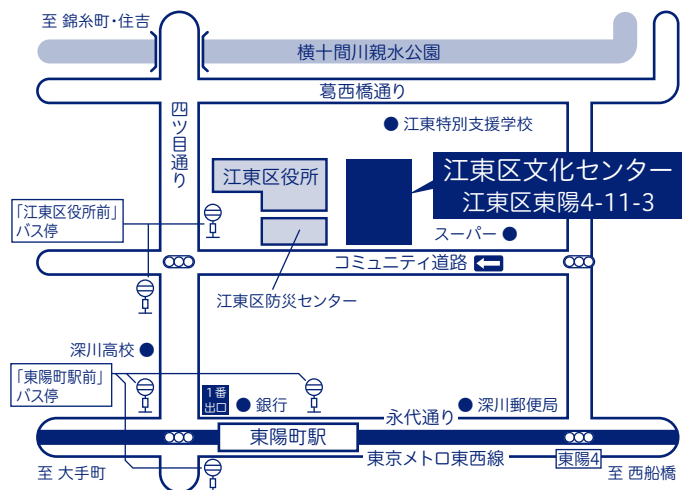 至 錦糸町・住吉
横十間川親水公園
葛西橋通り
四ツ目通り
江東特別支援学校
江東区役所
江東区文化センター
江東区東陽4-11-3
「江東区役所前」
バス停
スーパー
コミュニティ道路
江東区防災センター
深川高校
「東陽町駅前」
バス停
1番
出口
銀行
深川郵便局
永代通り
東陽町駅
東京メトロ東西線
東陽4
至 大手町
至 西船橋